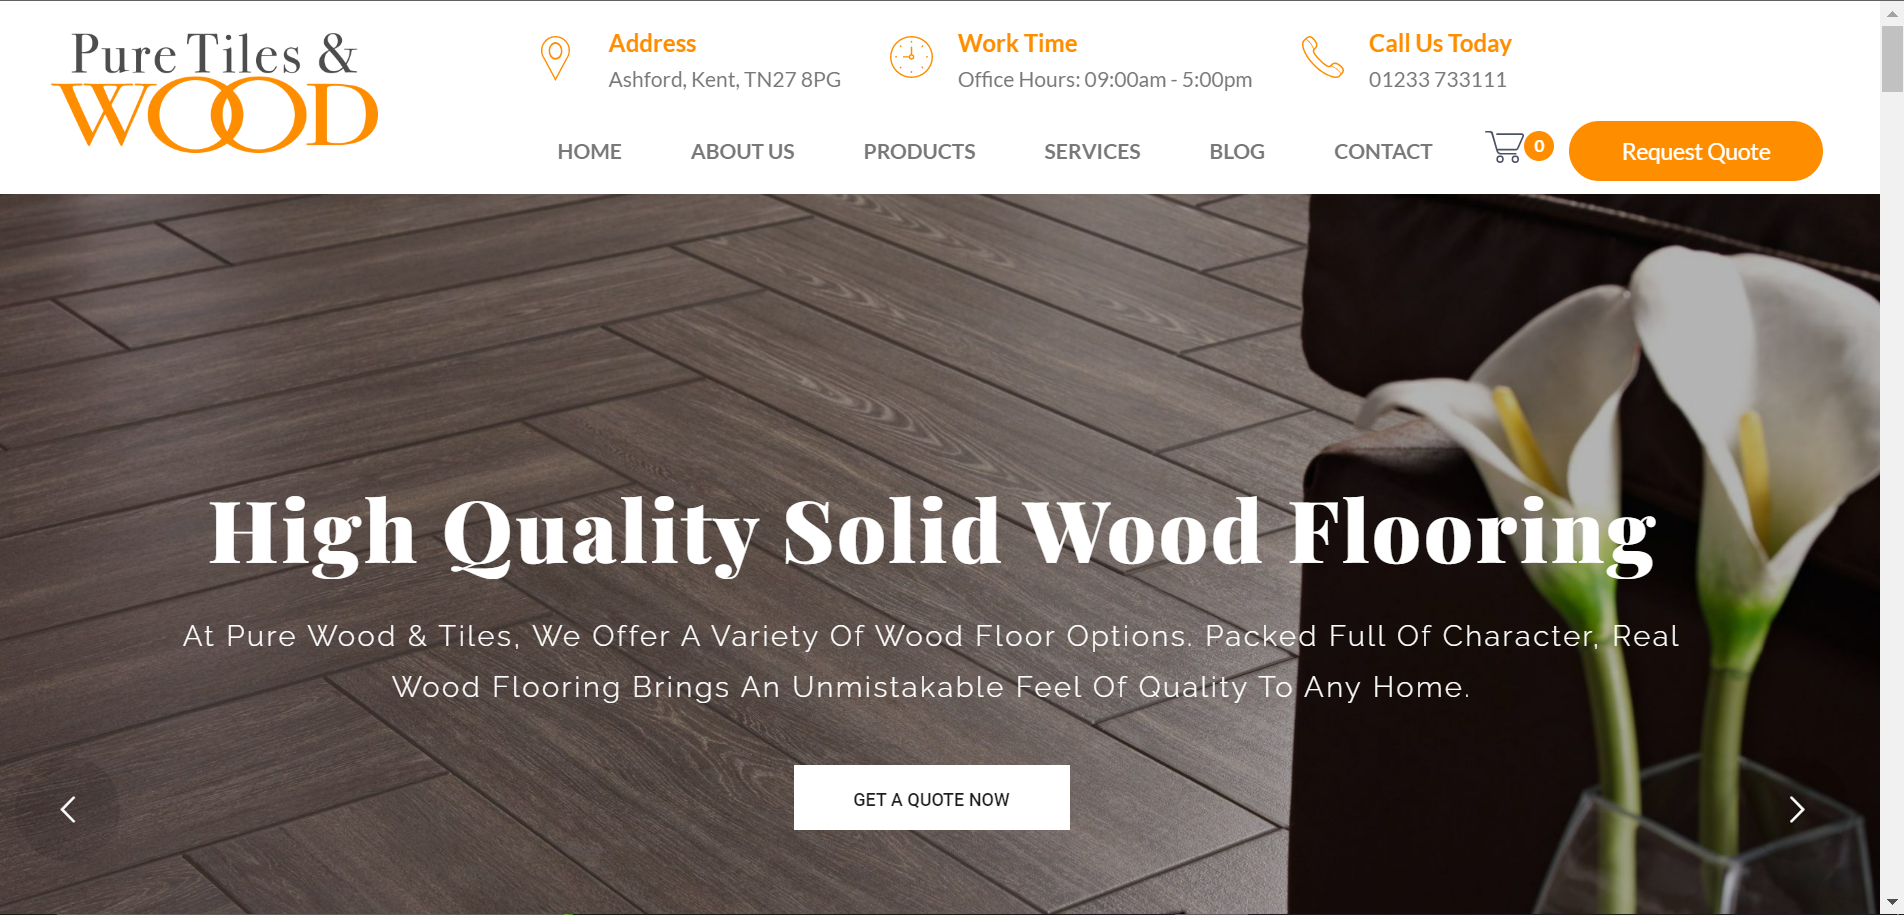 Pure Tiles &
WOOD
Address
Ashford, Kent, TN27 8PG
Work Time
Office Hours: 09:00am - 5:00pm
Call Us Today
01233 733111
HOME
ABOUT US
PRODUCTS
SERVICES
BLOG
CONTACT
0
Request Quote
High Quality Solid Wood Flooring
At Pure Wood & Tiles, We Offer A Variety Of Wood Floor Options. Packed Full Of Character, Real
Wood Flooring Brings An Unmistakable Feel Of Quality To Any Home.
GET A QUOTE NOW